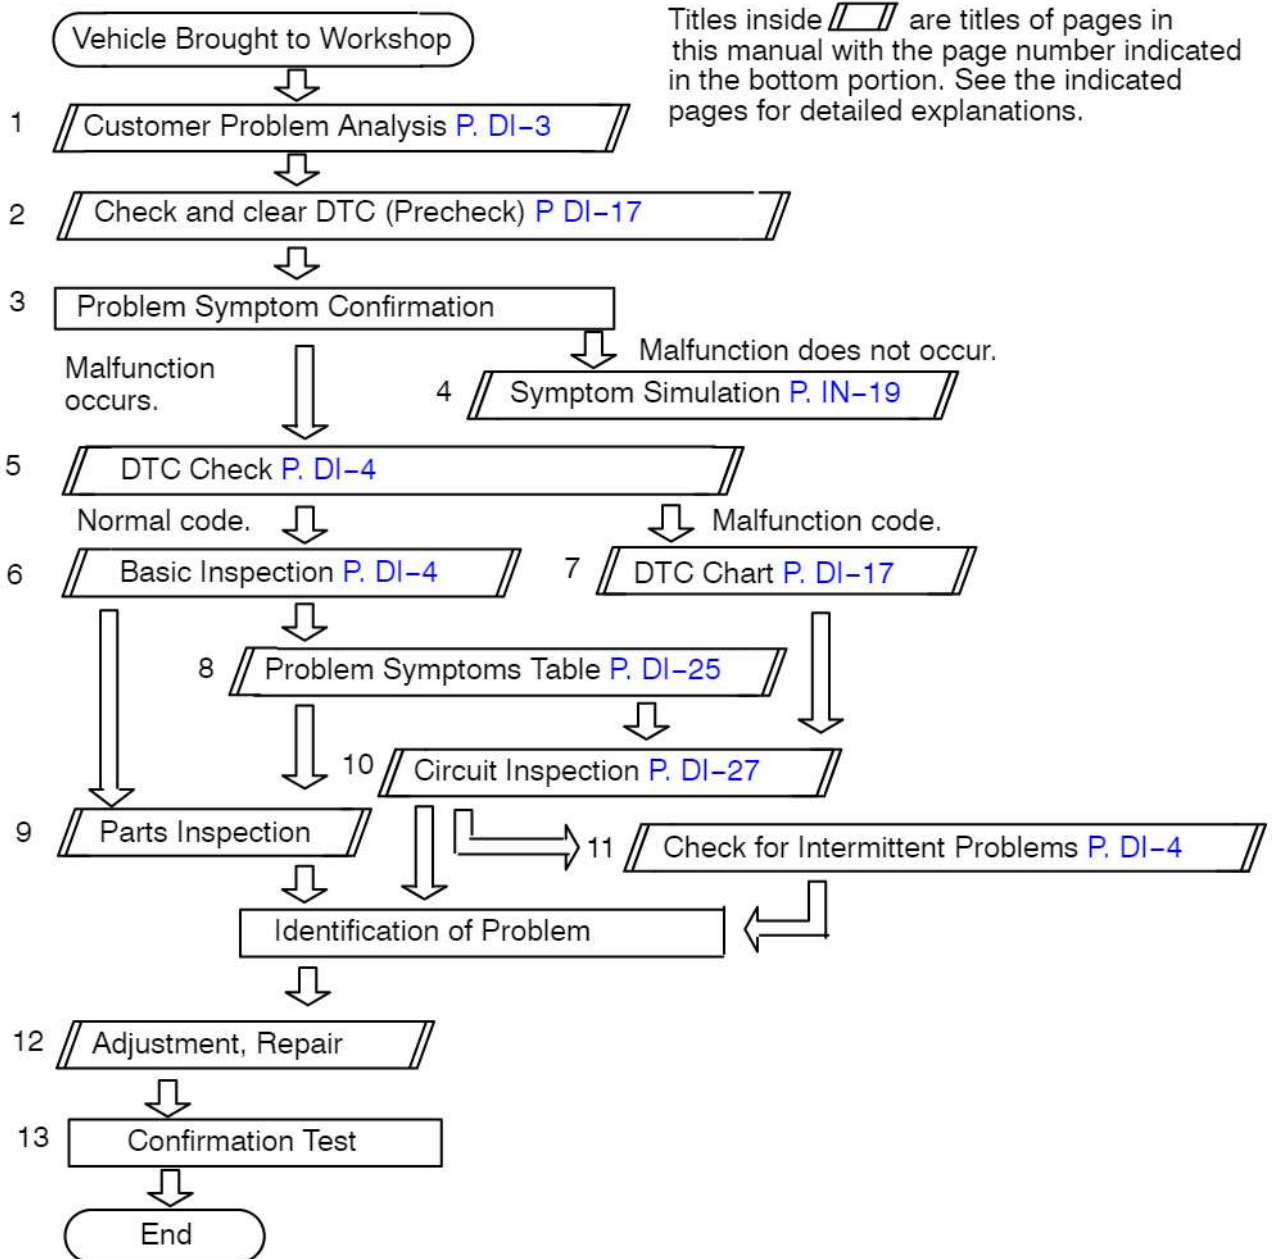 Vehicle Brought to Workshop
Titles inside are titles of pages in
this manual with the page number indicated
in the bottom portion. See the indicated
pages for detailed explanations.
1 Customer Problem Analysis P. DI–3
2 Check and clear DTC (Precheck) P DI–17
3 Problem Symptom Confirmation
Malfunction
occurs.
Malfunction does not occur.
4 Symptom Simulation P. IN–19
5 DTC Check P. DI–4
Normal code.
Malfunction code.
6 Basic Inspection P. DI–4
7 DTC Chart P. DI–17
8 Problem Symptoms Table P. DI–25
10 Circuit Inspection P. DI–27
9 Parts Inspection
11 Check for Intermittent Problems P. DI–4
Identification of Problem
12 Adjustment, Repair
13 Confirmation Test
End